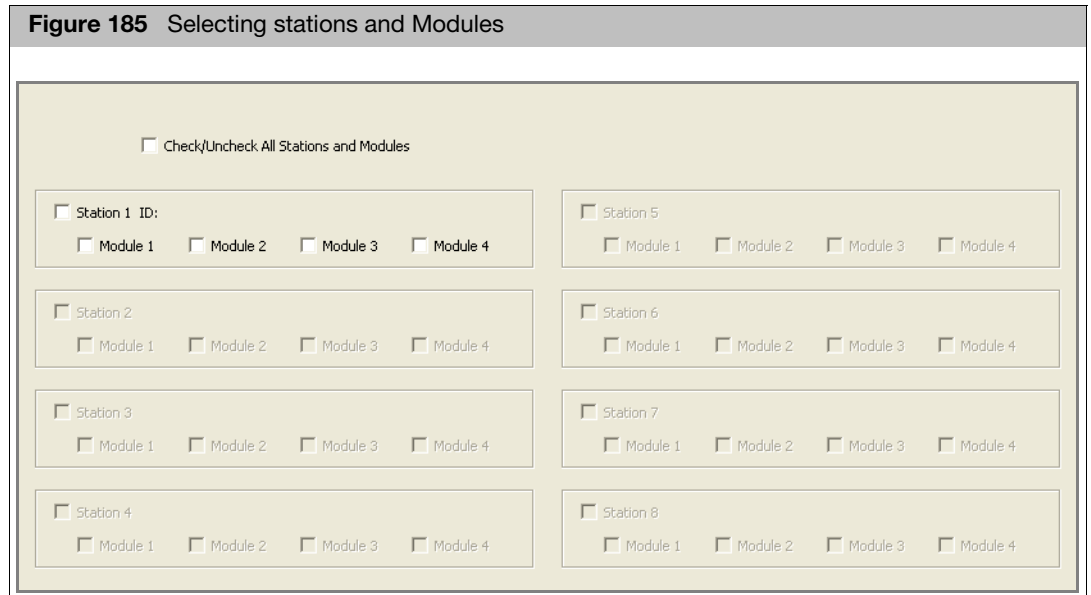 Figure 185 Selecting stations and Modules
Check/Uncheck All Stations and Modules
Station 1 ID:
Module 1 Module 2 Module 3 Module 4
Station 2
Module 1 Module 2 Module 3 Module 4
Station 3
Module 1 Module 2 Module 3 Module 4
Station 4
Module 1 Module 2 Module 3 Module 4
Station 5
Module 1 Module 2 Module 3 Module 4
Station 6
Module 1 Module 2 Module 3 Module 4
Station 7
Module 1 Module 2 Module 3 Module 4
Station 8
Module 1 Module 2 Module 3 Module 4